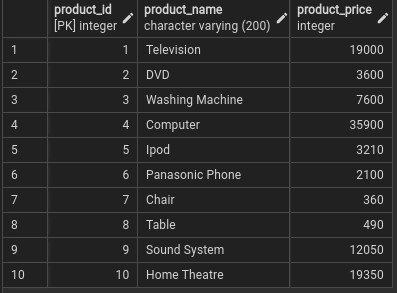 product_id product_name product_price
[PK] integer character varying (200) integer
1 1 Television 19000
2 2 DVD 3600
3 3 Washing Machine 7600
4 4 Computer 35900
5 5 Ipod 3210
6 6 Panasonic Phone 2100
7 7 Chair 360
8 8 Table 490
9 9 Sound System 12050
10 10 Home Theatre 19350